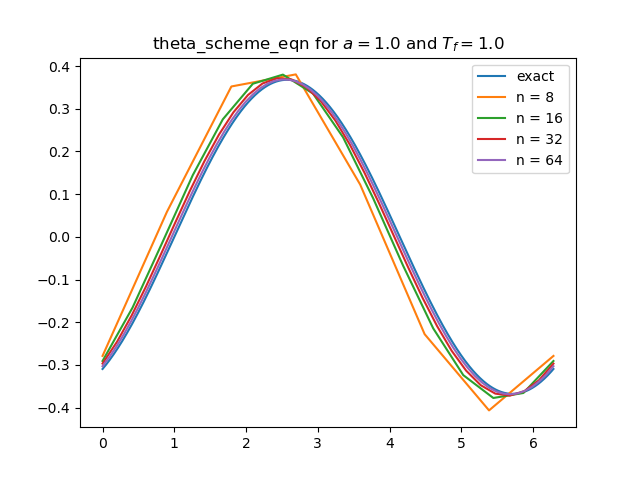 theta_scheme_eqn for a = 1.0 and T_f = 1.0
exact
n = 8
n = 16
n = 32
n = 64
0.4
0.3
0.2
0.1
0.0
−0.1
−0.2
−0.3
−0.4
0 1 2 3 4 5 6